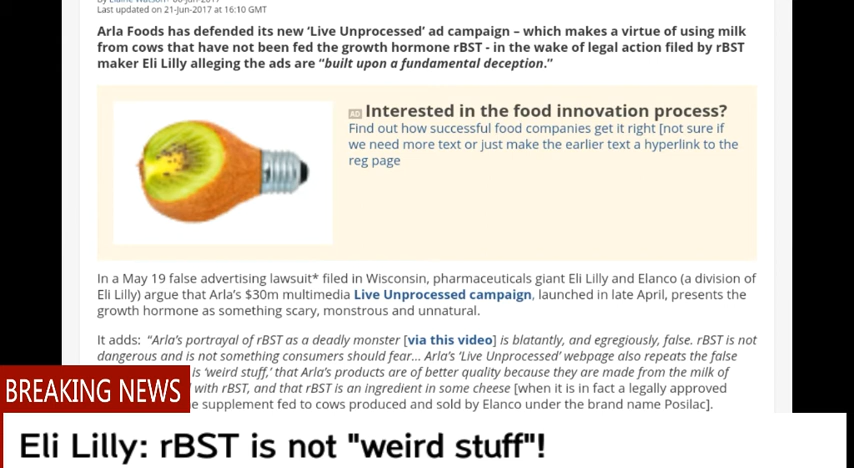 Last updated on 21-Jun-2017 at 16:10 GMT
Arla Foods has defended its new ‘Live Unprocessed’ ad campaign – which makes a virtue of using milk
from cows that have not been fed the growth hormone rBST - in the wake of legal action filed by rBST
maker Eli Lilly alleging the ads are “built upon a fundamental deception.”
AD Interested in the food innovation process?
Find out how successful food companies get it right [not sure if
we need more text or just make the earlier text a hyperlink to the
reg page
In a May 19 false advertising lawsuit* filed in Wisconsin, pharmaceuticals giant Eli Lilly and Elanco (a division of
Eli Lilly) argue that Arla’s $30m multimedia Live Unprocessed campaign, launched in late April, presents the
growth hormone as something scary, monstrous and unnatural.
It adds: “Arla’s portrayal of rBST as a deadly monster [via this video] is blatantly, and egregiously, false. rBST is not
dangerous and is not something consumers should fear… Arla’s ‘Live Unprocessed’ webpage also repeats the false
is ‘weird stuff,’ that Arla’s products are of better quality because they are made from the milk of
with rBST, and that rBST is an ingredient in some cheese [when it is in fact a legally approved
e supplement fed to cows produced and sold by Elanco under the brand name Posilac].
BREAKING NEWS
Eli Lilly: rBST is not "weird stuff"!